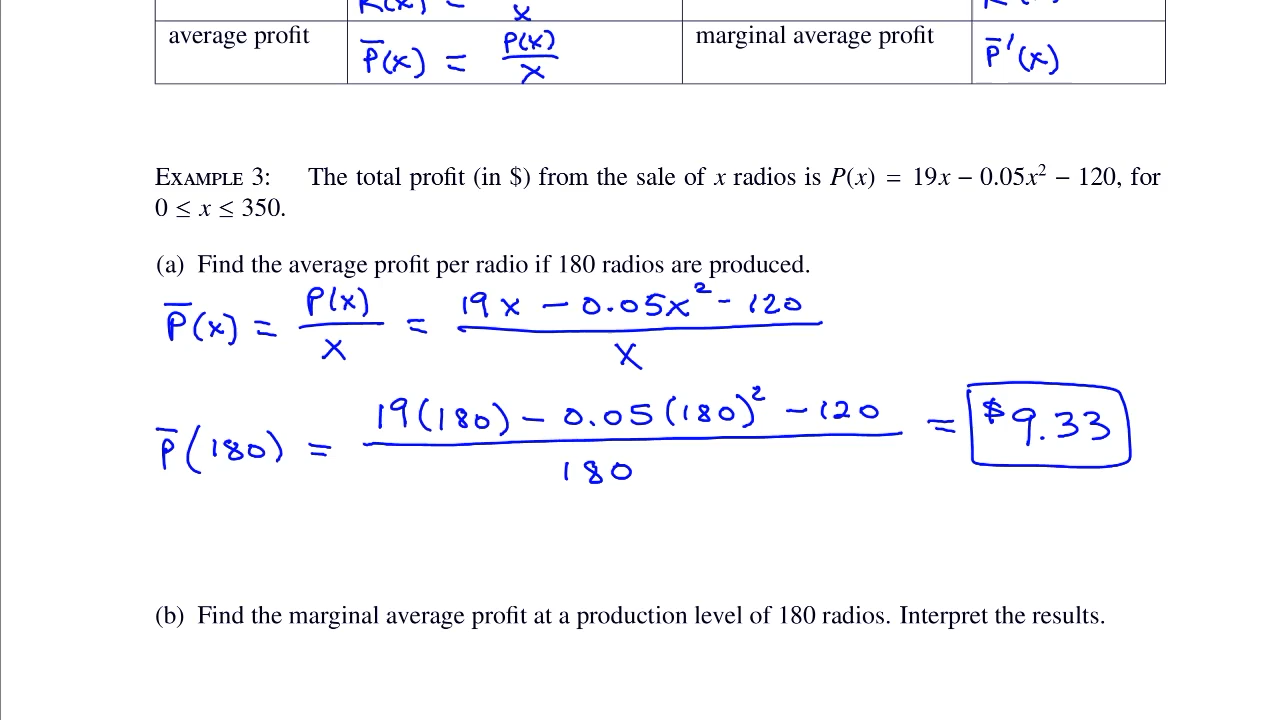 R(x) = x
average profit P̄(x) = P(x)/x marginal average profit P̄'(x)
EXAMPLE 3: The total profit (in $) from the sale of x radios is P(x) = 19x − 0.05x² − 120, for
0 ≤ x ≤ 350.
(a) Find the average profit per radio if 180 radios are produced.
P̄(x) = P(x)/x = (19x − 0.05x² − 120)/x
P̄(180) = (19(180) − 0.05(180)² − 120)/180 = $9.33
(b) Find the marginal average profit at a production level of 180 radios. Interpret the results.